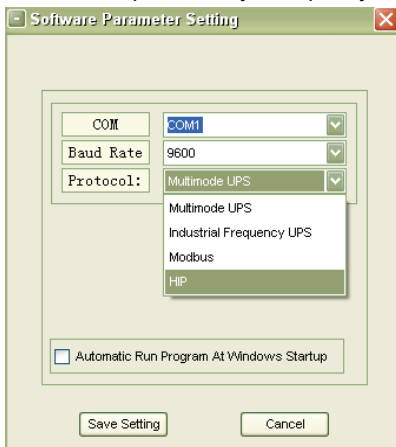 Software Parameter Setting
COM COM1
Baud Rate 9600
Protocol: Multimode UPS
Multimode UPS
Industrial Frequency UPS
Modbus
HIP
Automatic Run Program At Windows Startup
Save Setting Cancel